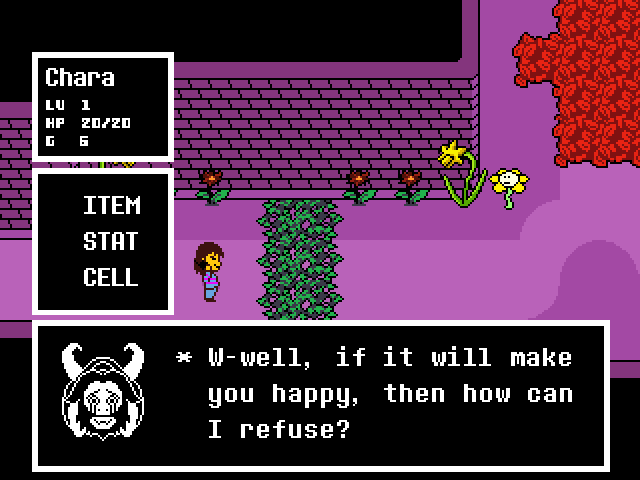 Chara
LV 1
HP 20/20
G 6
ITEM
STAT
CELL
* W-well, if it will make
you happy, then how can
I refuse?